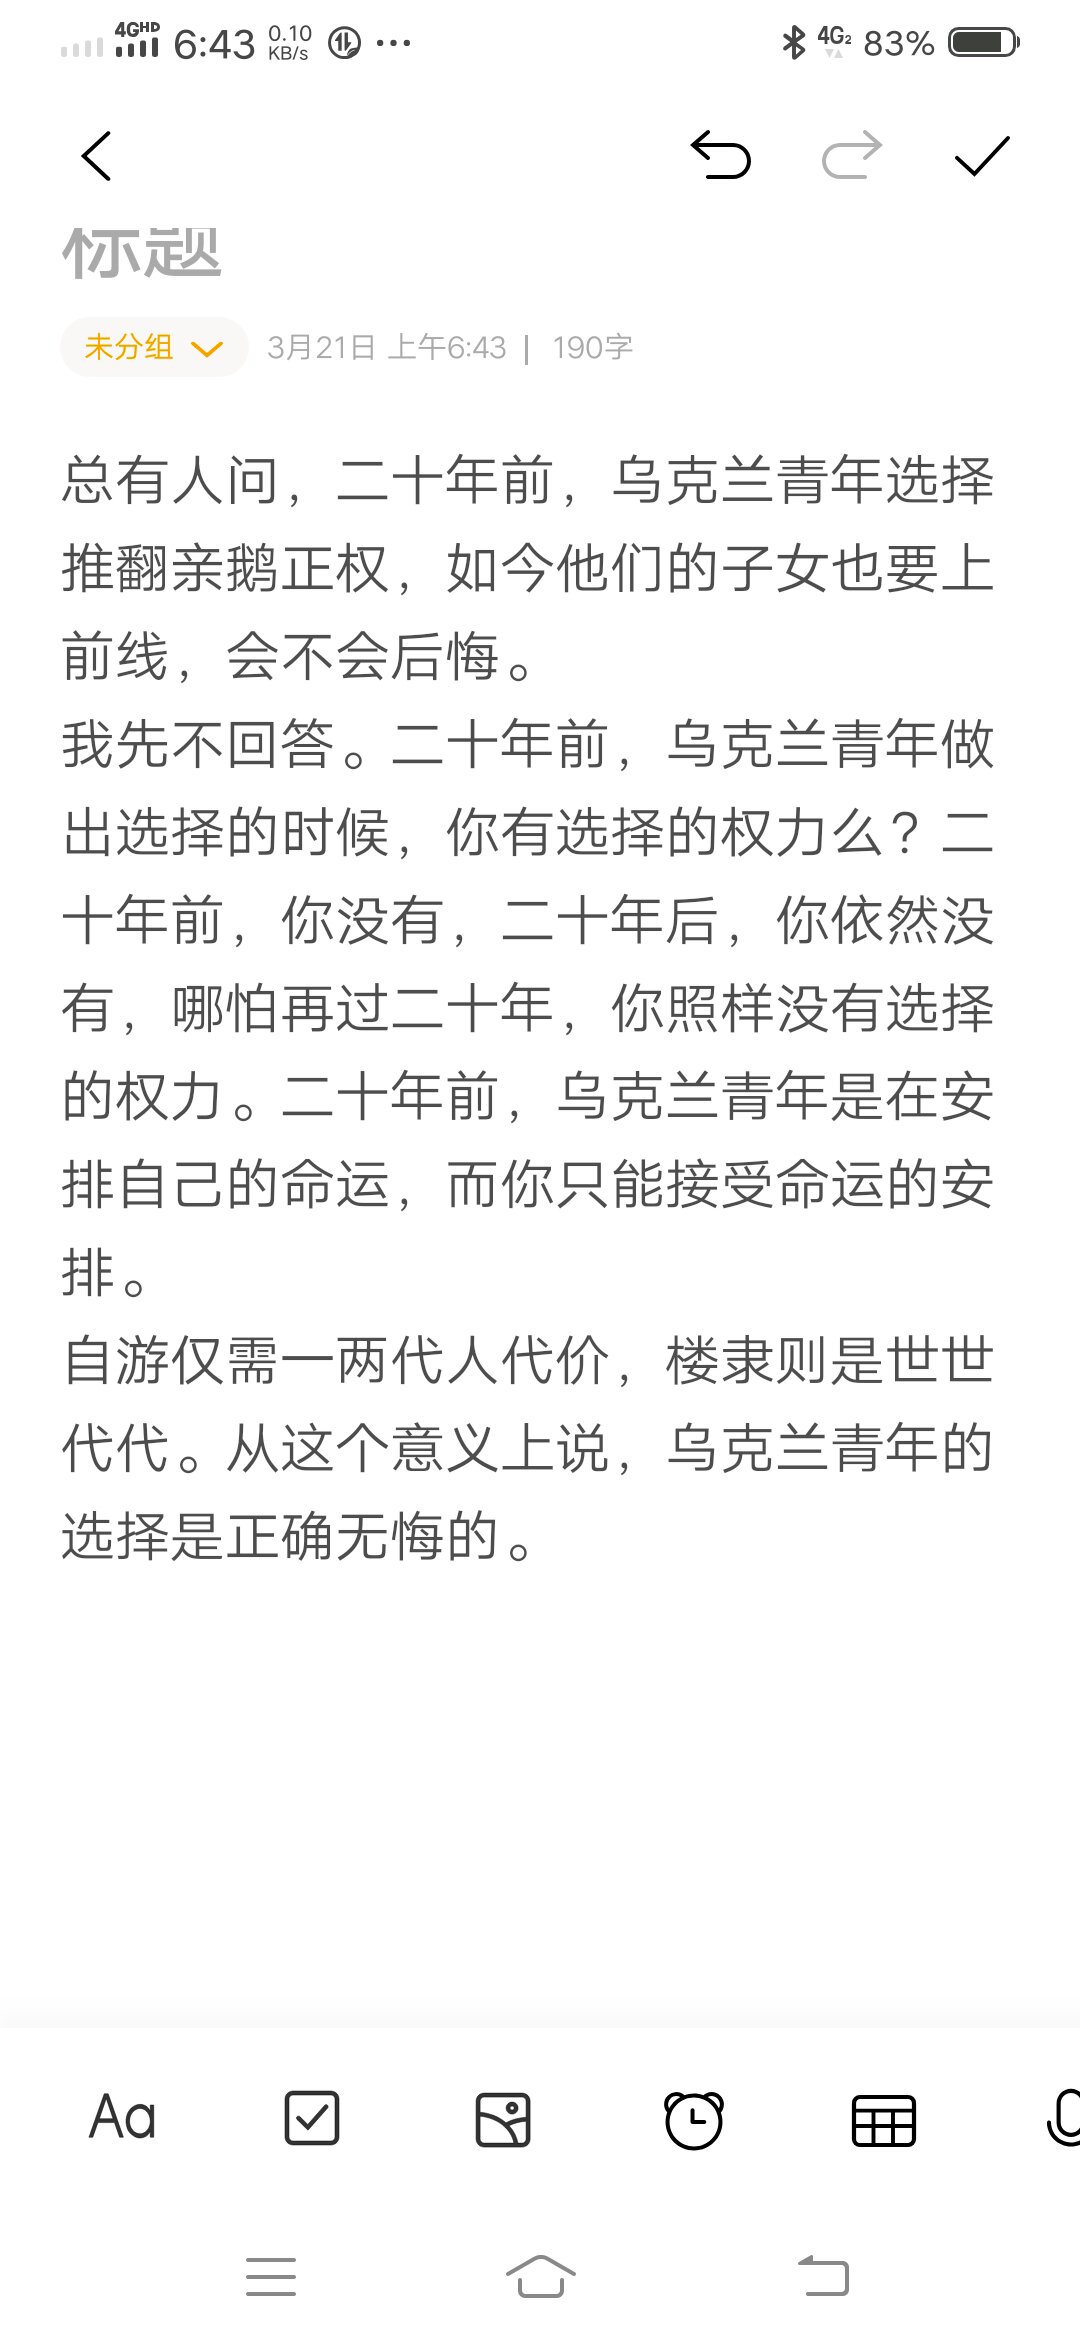 4GHD 6:43 0.10 KB/s 4G2 83%
标题
未分组 3月21日 上午6:43 | 190字
总有人问，二十年前，乌克兰青年选择
推翻亲鹅正权，如今他们的子女也要上
前线，会不会后悔。
我先不回答。二十年前，乌克兰青年做
出选择的时候，你有选择的权力么？二
十年前，你没有，二十年后，你依然没
有，哪怕再过二十年，你照样没有选择
的权力。二十年前，乌克兰青年是在安
排自己的命运，而你只能接受命运的安
排。
自游仅需一两代人代价，楼隶则是世世
代代。从这个意义上说，乌克兰青年的
选择是正确无悔的。
Aa